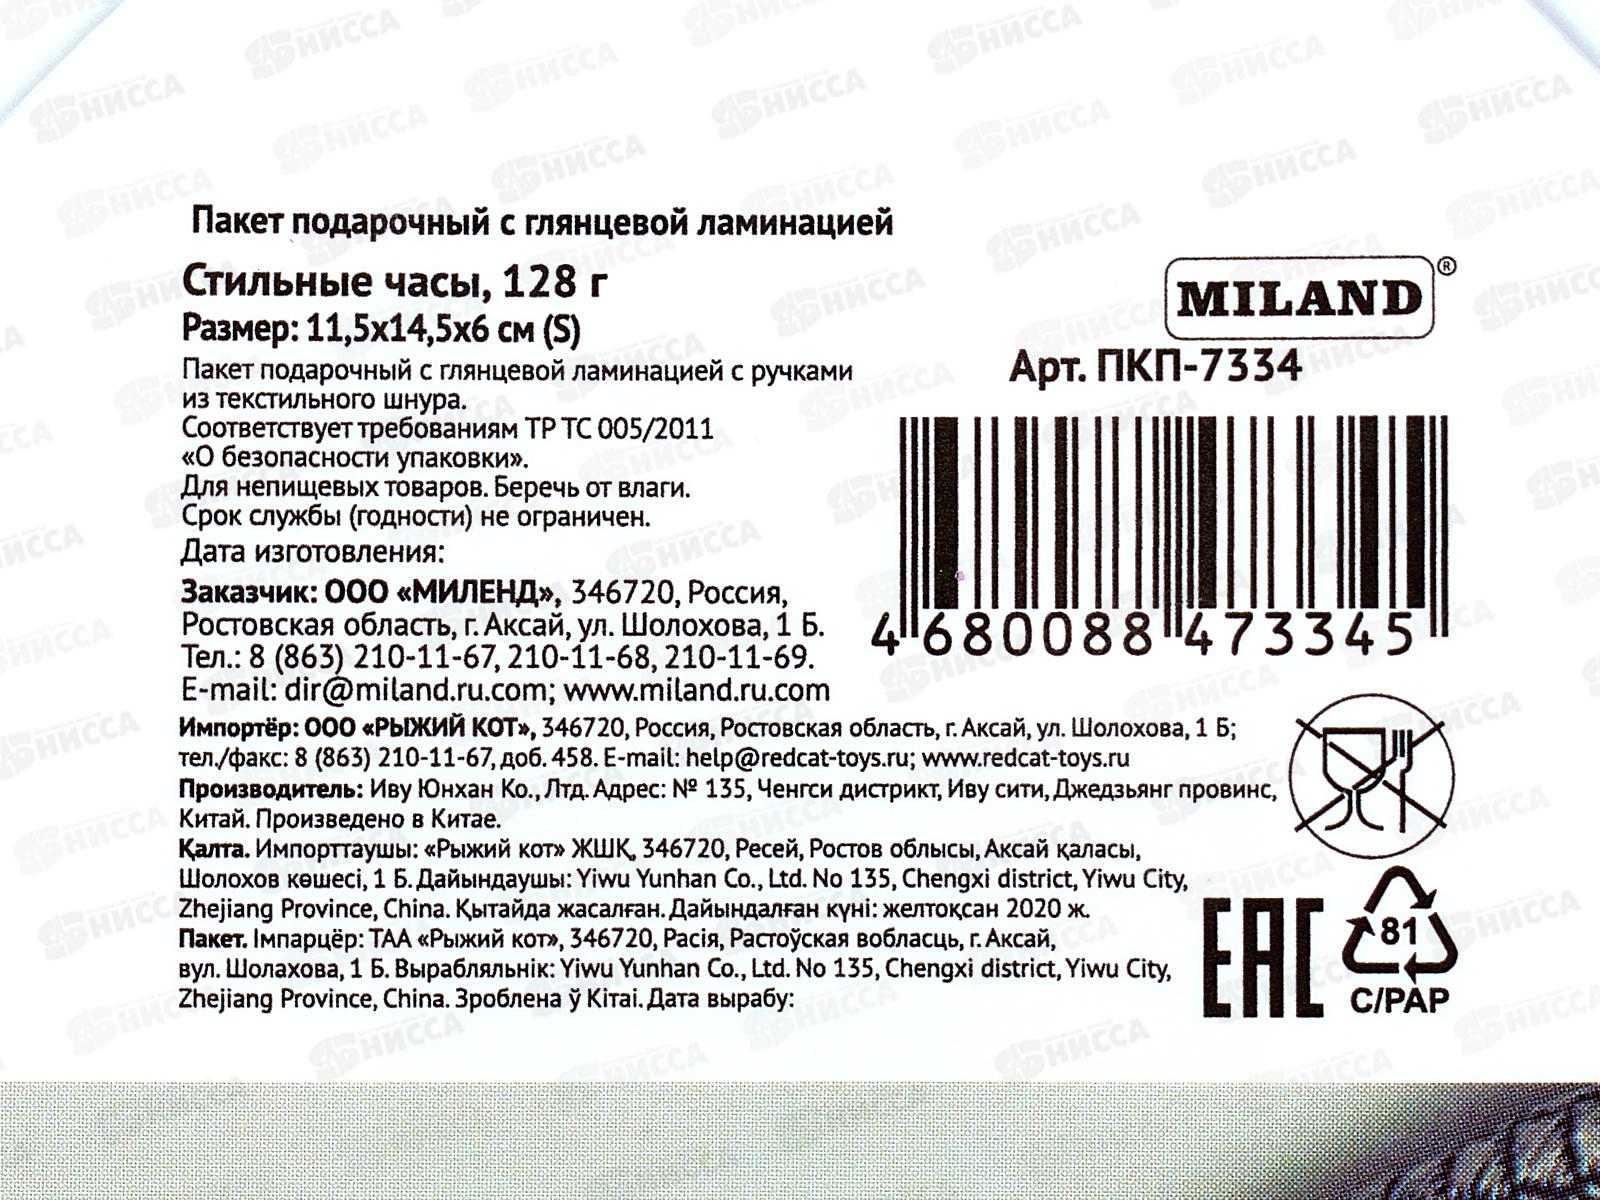 Пакет подарочный с глянцевой ламинацией
Стильные часы, 128 г
Размер: 11,5х14,5х6 см (S)
Пакет подарочный с глянцевой ламинацией с ручками
из текстильного шнура.
Соответствует требованиям ТР ТС 005/2011
«О безопасности упаковки».
Для непищевых товаров. Беречь от влаги.
Срок службы (годности) не ограничен.
Дата изготовления:
Заказчик: ООО «МИЛЕНД», 346720, Россия,
Ростовская область, г. Аксай, ул. Шолохова, 1 Б.
Тел.: 8 (863) 210-11-67, 210-11-68, 210-11-69.
E-mail: dir@miland.ru.com; www.miland.ru.com
Импортёр: ООО «РЫЖИЙ КОТ», 346720, Россия, Ростовская область, г. Аксай, ул. Шолохова, 1 Б;
тел./факс: 8 (863) 210-11-67, доб. 458. E-mail: help@redcat-toys.ru; www.redcat-toys.ru
Производитель: Иву Юнхан Ко., Лтд. Адрес: № 135, Ченгси дистрикт, Иву сити, Джедзьянг провинс,
Китай. Произведено в Китае.
Қалта. Импорттаушы: «Рыжий кот» ЖШҚ, 346720, Ресей, Ростов облысы, Аксай қаласы,
Шолохов көшесі, 1 Б. Дайындаушы: Yiwu Yunhan Co., Ltd. No 135, Chengxi district, Yiwu City,
Zhejiang Province, China. Қытайда жасалған. Дайындалған күні: желтоқсан 2020 ж.
Пакет. Імпарцёр: ТАА «Рыжий кот», 346720, Расія, Растоўская вобласць, г. Аксай,
вул. Шолахова, 1 Б. Вырабляльнік: Yiwu Yunhan Co., Ltd. No 135, Chengxi district, Yiwu City,
Zhejiang Province, China. Зроблена ў Кітаі. Дата вырабу:
MILAND®
Арт. ПКП-7334
4 680088 473345
EAC
81
C/PAP
НИССА